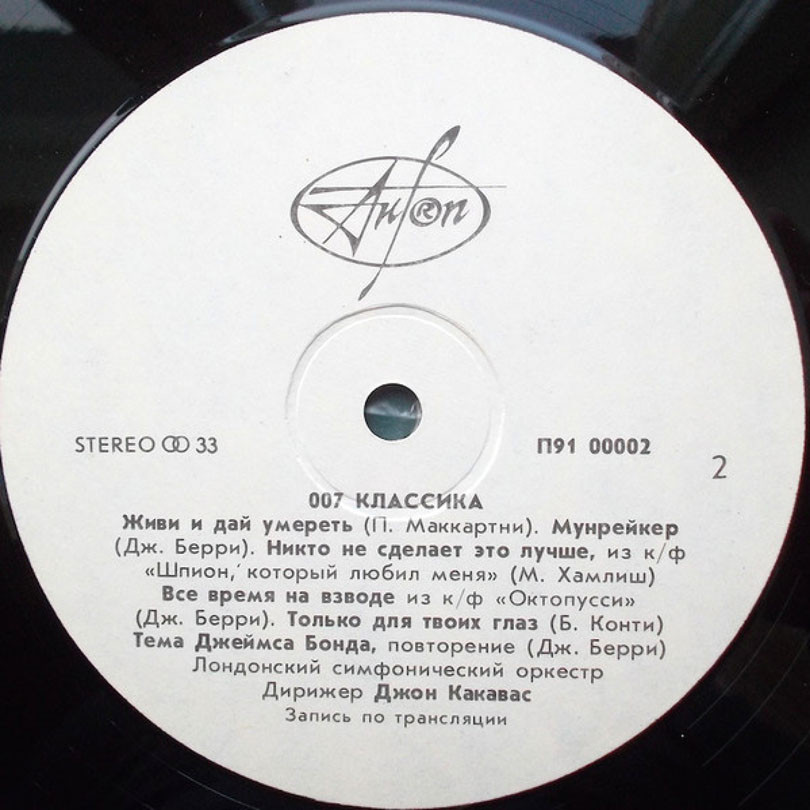 АнTроп
STEREO 33
П91 00002
2
007 КЛАССИКА
Живи и дай умереть (П. Маккартни). Мунрейкер
(Дж. Берри). Никто не сделает это лучше, из к/ф
«Шпион, который любил меня» (М. Хамлиш)
Все время на взводе из к/ф «Октопусси»
(Дж. Берри). Только для твоих глаз (Б. Конти)
Тема Джеймса Бонда, повторение (Дж. Берри)
Лондонский симфонический оркестр
Дирижер Джон Какавас
Запись по трансляции